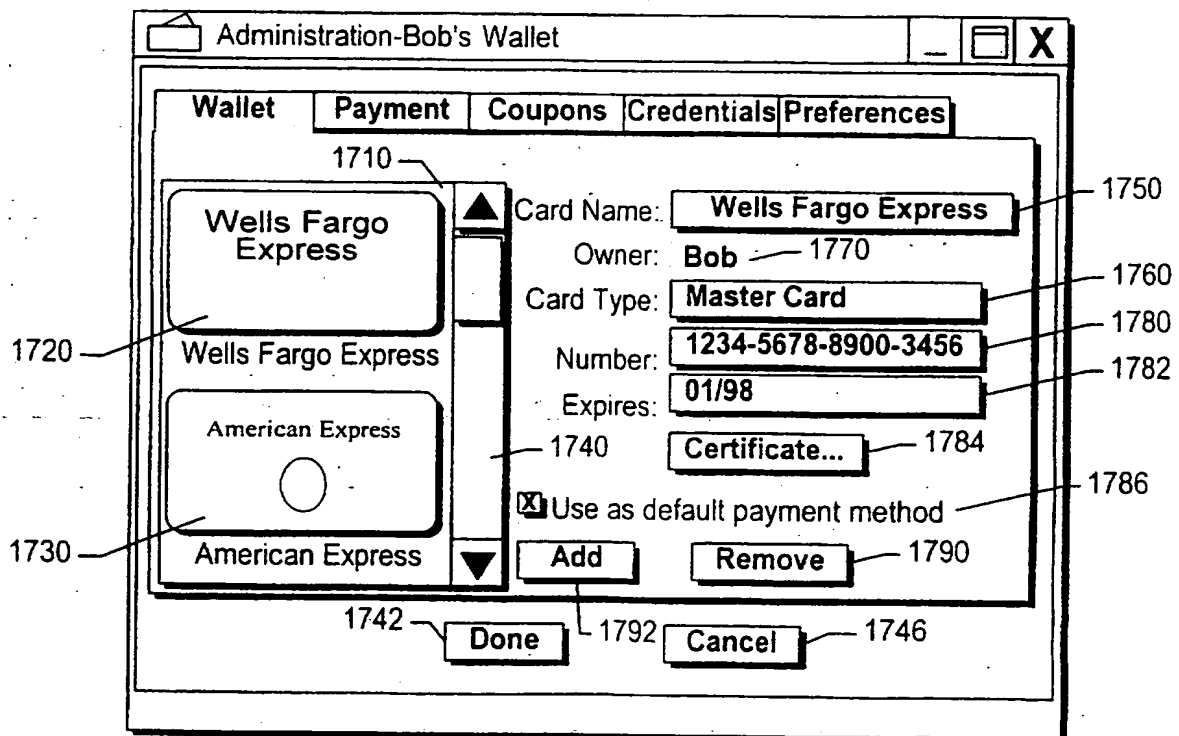 Administration-Bob's Wallet _ X
Wallet Payment Coupons Credentials Preferences
1710
Wells Fargo
Express
1720
Wells Fargo Express
American Express
1730
American Express
1740
Card Name: Wells Fargo Express 1750
Owner: Bob 1770
Card Type: Master Card 1760
Number: 1234-5678-8900-3456 1780
Expires: 01/98 1782
Certificate... 1784
X Use as default payment method 1786
Add Remove 1790
1742 Done 1792 Cancel 1746